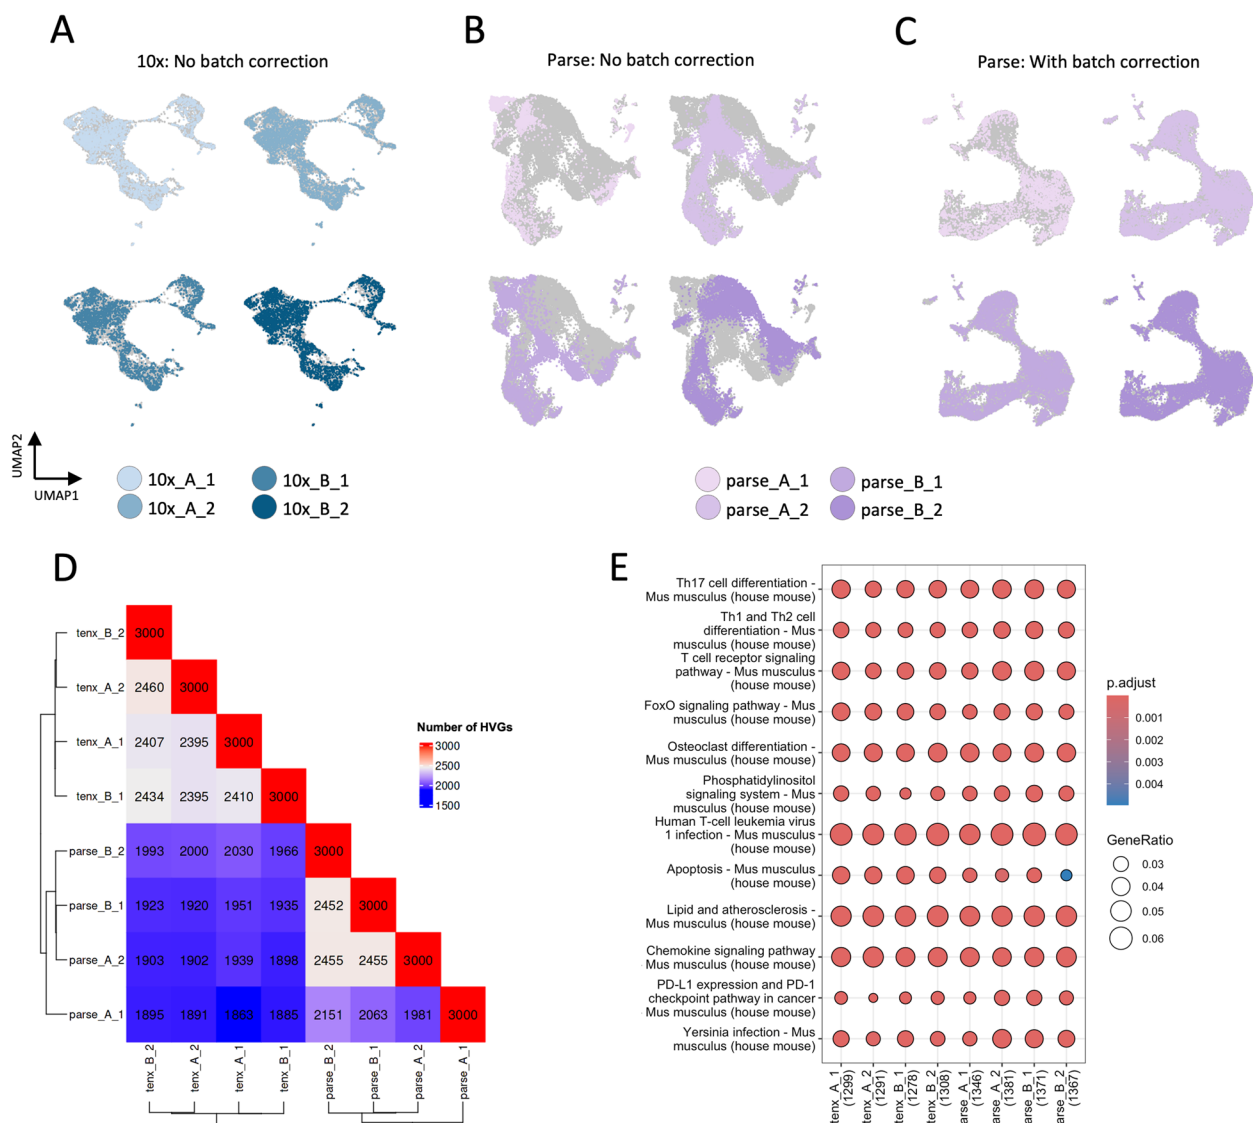 A
10x: No batch correction
B
Parse: No batch correction
C
Parse: With batch correction
UMAP2
UMAP1
10x_A_1
10x_B_1
10x_A_2
10x_B_2
parse_A_1
parse_B_1
parse_A_2
parse_B_2
D
tenx_B_2
3000
tenx_A_2
2460
3000
tenx_A_1
2407
2395
3000
tenx_B_1
2434
2395
2410
3000
parse_B_2
1993
2000
2030
1966
3000
parse_B_1
1923
1920
1951
1935
2452
3000
parse_A_2
1903
1902
1939
1898
2455
2455
3000
parse_A_1
1895
1891
1863
1885
2151
2063
1981
3000
tenx_B_2
tenx_A_2
tenx_A_1
tenx_B_1
parse_B_2
parse_B_1
parse_A_2
parse_A_1
Number of HVGs
3000
2500
2000
1500
E
Th17 cell differentiation -
Mus musculus (house mouse)
Th1 and Th2 cell
differentiation - Mus
musculus (house mouse)
T cell receptor signaling
pathway - Mus musculus
(house mouse)
FoxO signaling pathway - Mus
musculus (house mouse)
Osteoclast differentiation -
Mus musculus (house mouse)
Phosphatidylinositol
signaling system - Mus
musculus (house mouse)
Human T-cell leukemia virus
1 infection - Mus musculus
(house mouse)
Apoptosis - Mus musculus
(house mouse)
Lipid and atherosclerosis -
Mus musculus (house mouse)
Chemokine signaling pathway
Mus musculus (house mouse)
PD-L1 expression and PD-1
checkpoint pathway in cancer
Mus musculus (house mouse)
Yersinia infection - Mus
musculus (house mouse)
tenx_A_1
(1299)
tenx_A_2
(1291)
tenx_B_1
(1278)
tenx_B_2
(1308)
arse_A_1
(1346)
arse_A_2
(1381)
arse_B_1
(1371)
arse_B_2
(1367)
p.adjust
0.001
0.002
0.003
0.004
GeneRatio
0.03
0.04
0.05
0.06